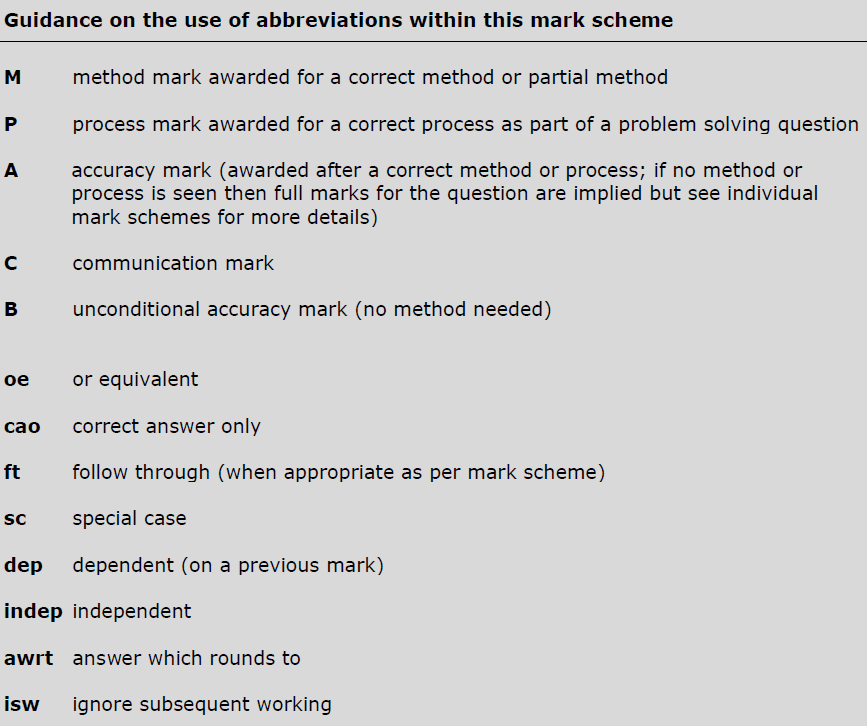 Guidance on the use of abbreviations within this mark scheme
M method mark awarded for a correct method or partial method
P process mark awarded for a correct process as part of a problem solving question
A accuracy mark (awarded after a correct method or process; if no method or
process is seen then full marks for the question are implied but see individual
mark schemes for more details)
C communication mark
B unconditional accuracy mark (no method needed)
oe or equivalent
cao correct answer only
ft follow through (when appropriate as per mark scheme)
sc special case
dep dependent (on a previous mark)
indep independent
awrt answer which rounds to
isw ignore subsequent working